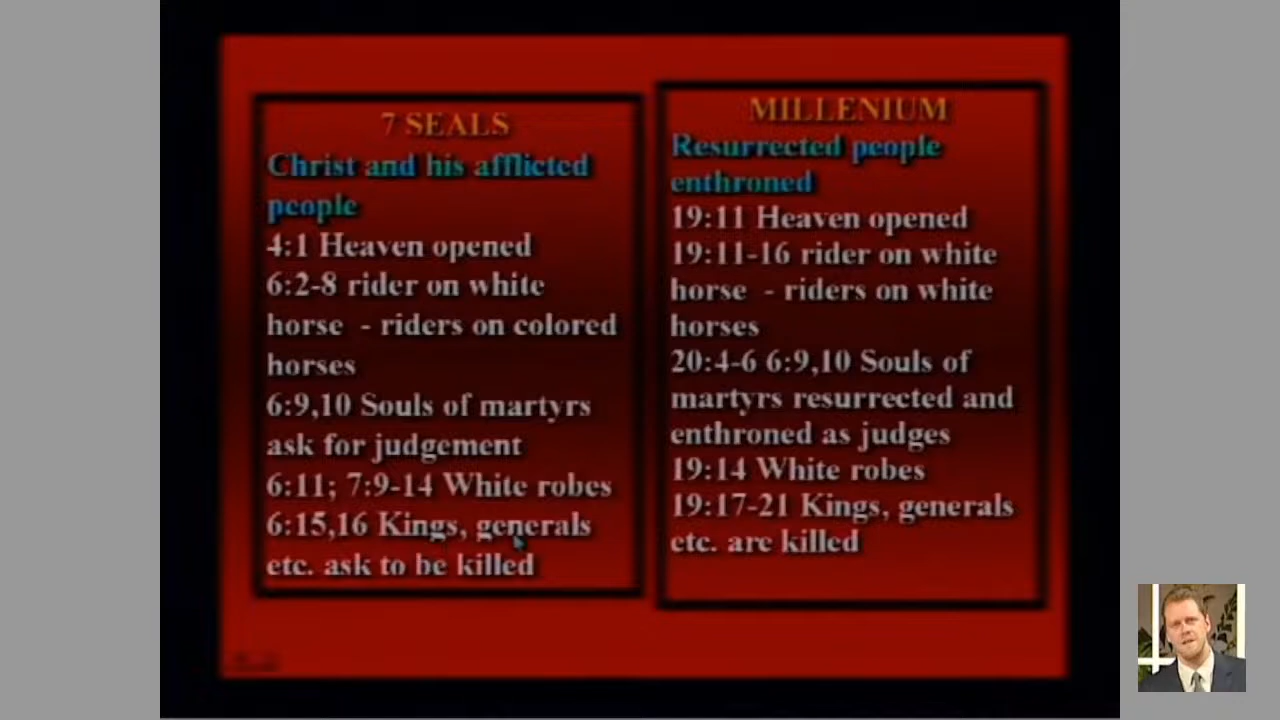 7 SEALS
Christ and his afflicted
people
4:1 Heaven opened
6:2-8 rider on white
horse - riders on colored
horses
6:9,10 Souls of martyrs
ask for judgement
6:11; 7:9-14 White robes
6:15,16 Kings, generals
etc. ask to be killed
MILLENIUM
Resurrected people
enthroned
19:11 Heaven opened
19:11-16 rider on white
horse - riders on white
horses
20:4-6 6:9,10 Souls of
martyrs resurrected and
enthroned as judges
19:14 White robes
19:17-21 Kings, generals
etc. are killed